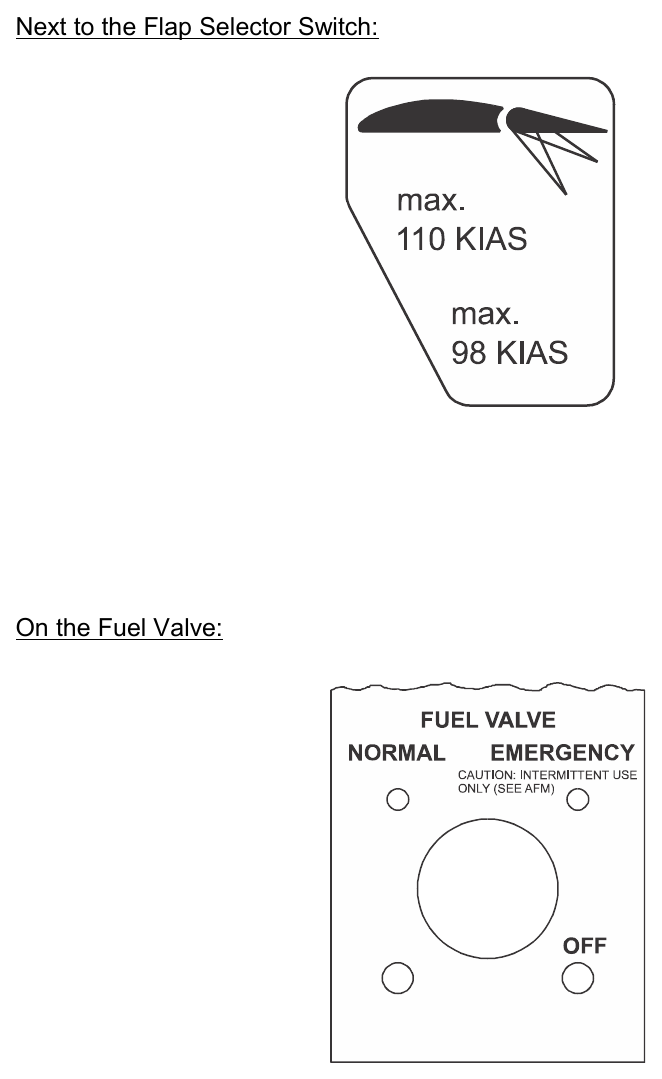 Next to the Flap Selector Switch:
max.
110 KIAS
max.
98 KIAS
On the Fuel Valve:
FUEL VALVE
NORMAL EMERGENCY
CAUTION: INTERMITTENT USE
ONLY (SEE AFM)
OFF